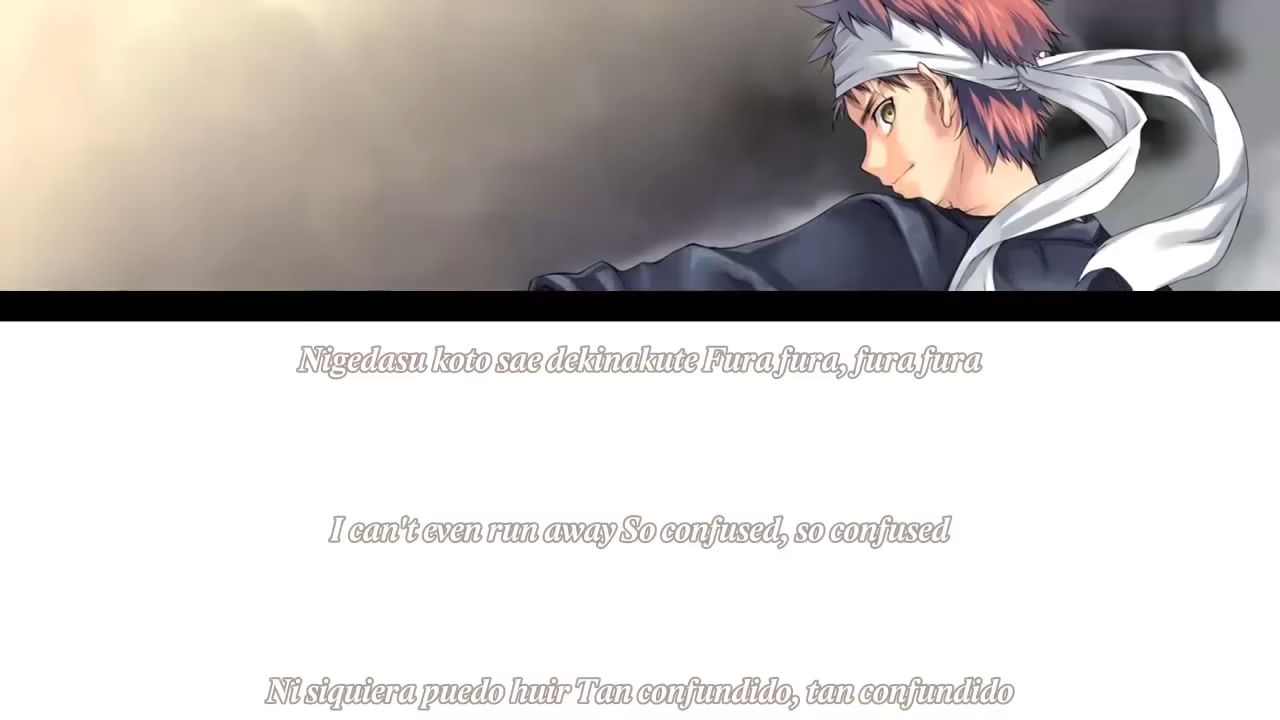 Nigedasu koto sae dekinakute Fura fura, fura fura
I can't even run away So confused, so confused
Ni siquiera puedo huir Tan confundido, tan confundido